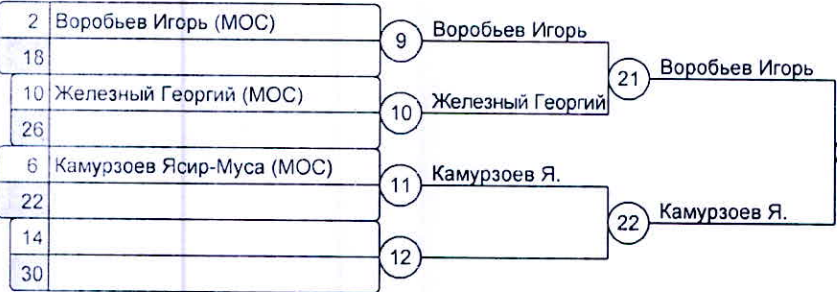 2 Воробьев Игорь (МОС)
18
9 Воробьев Игорь
10 Железный Георгий (МОС)
26
10 Железный Георгий
21 Воробьев Игорь
6 Камурзоев Ясир-Муса (МОС)
22
11 Камурзоев Я.
14
30
12
22 Камурзоев Я.